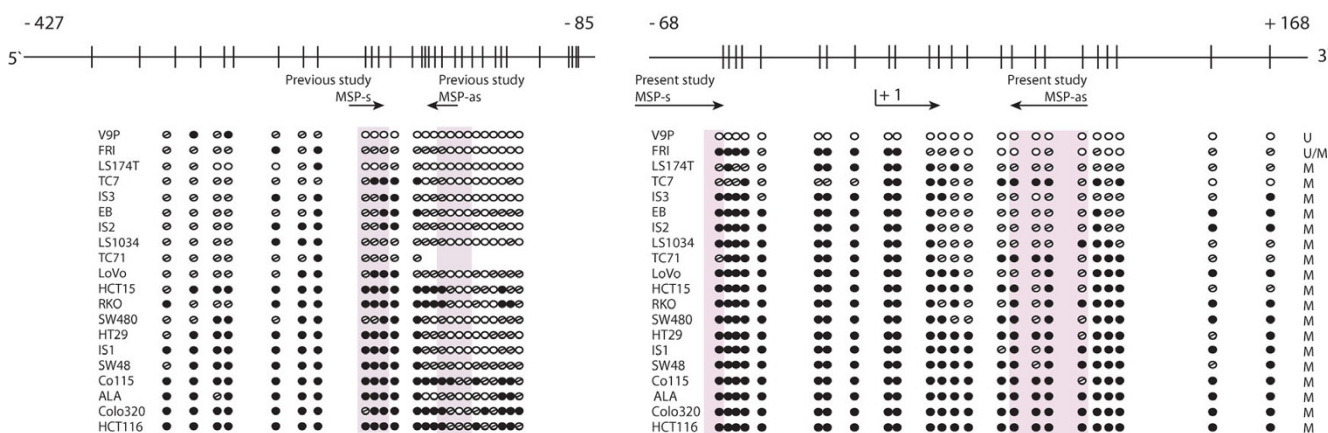 - 427
- 85
- 68
+ 168
5`
3
Previous study
MSP-s
Previous study
MSP-as
Present study
MSP-s
+ 1
Present study
MSP-as
V9P
V9P
U
FRI
FRI
U/M
LS174T
LS174T
M
TC7
TC7
M
IS3
IS3
M
EB
EB
M
IS2
IS2
M
LS1034
LS1034
M
TC71
TC71
M
LoVo
LoVo
M
HCT15
HCT15
M
RKO
RKO
M
SW480
SW480
M
HT29
HT29
M
IS1
IS1
M
SW48
SW48
M
Co115
Co115
M
ALA
ALA
M
Colo320
Colo320
M
HCT116
HCT116
M